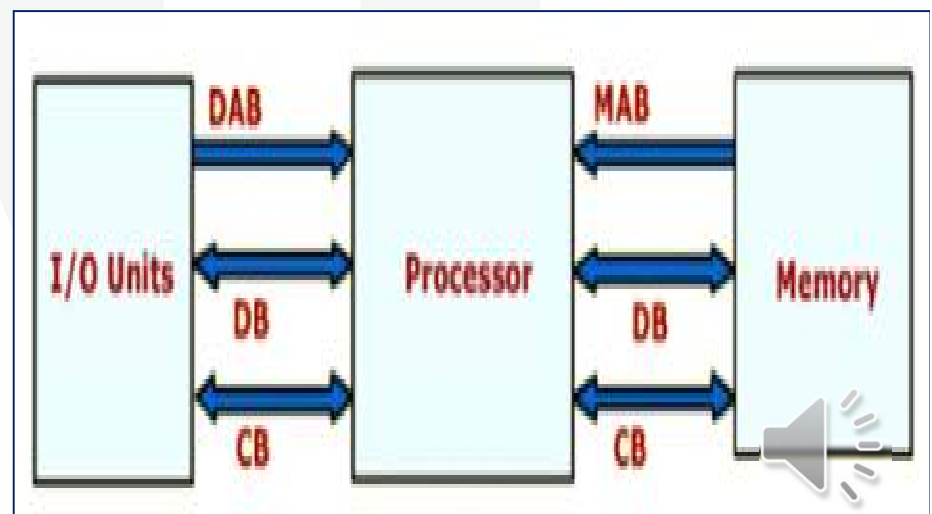 DAB
MAB
I/O Units
Processor
Memory
DB
DB
CB
CB